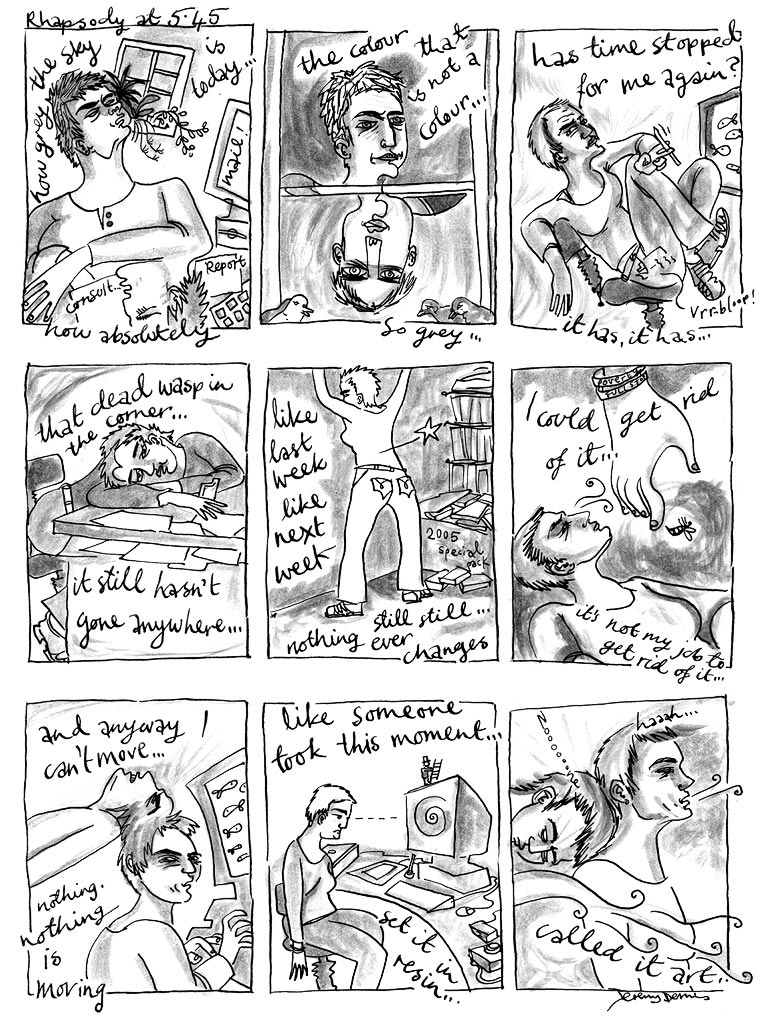 Rhapsody at 5.45
how grey the sky
is
today...
mail!
Report
consult...
how absolutely
the colour that
is not a
colour...
So grey...
has time stopped
for me again?
Vrr.bloop!
it has, it has...
that dead wasp in
the corner...
it still hasn't
gone anywhere...
like
last
week
like
next
week
2005
special
pack
still still...
nothing ever
changes
I could get rid
of it...
it's not my job to
get rid of it...
and anyway I
can't move...
nothing.
nothing
is
moving
like someone
took this moment...
set it in
resin...
Nooooone
haaah...
called it art...
Jeremy Dennis